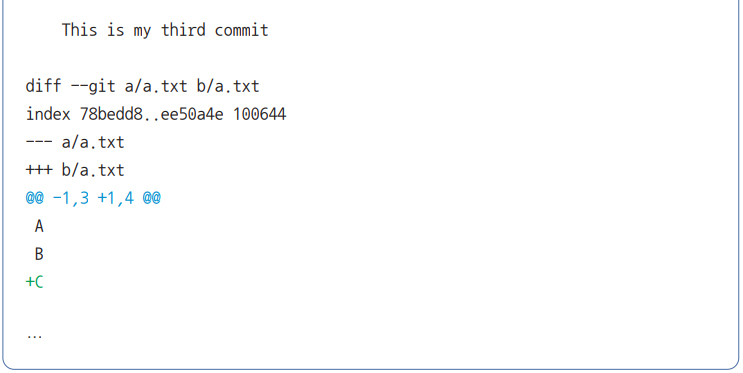 This is my third commit
diff --git a/a.txt b/a.txt
index 78bedd8..ee50a4e 100644
--- a/a.txt
+++ b/a.txt
@@ -1,3 +1,4 @@
 A
 B
+C
...